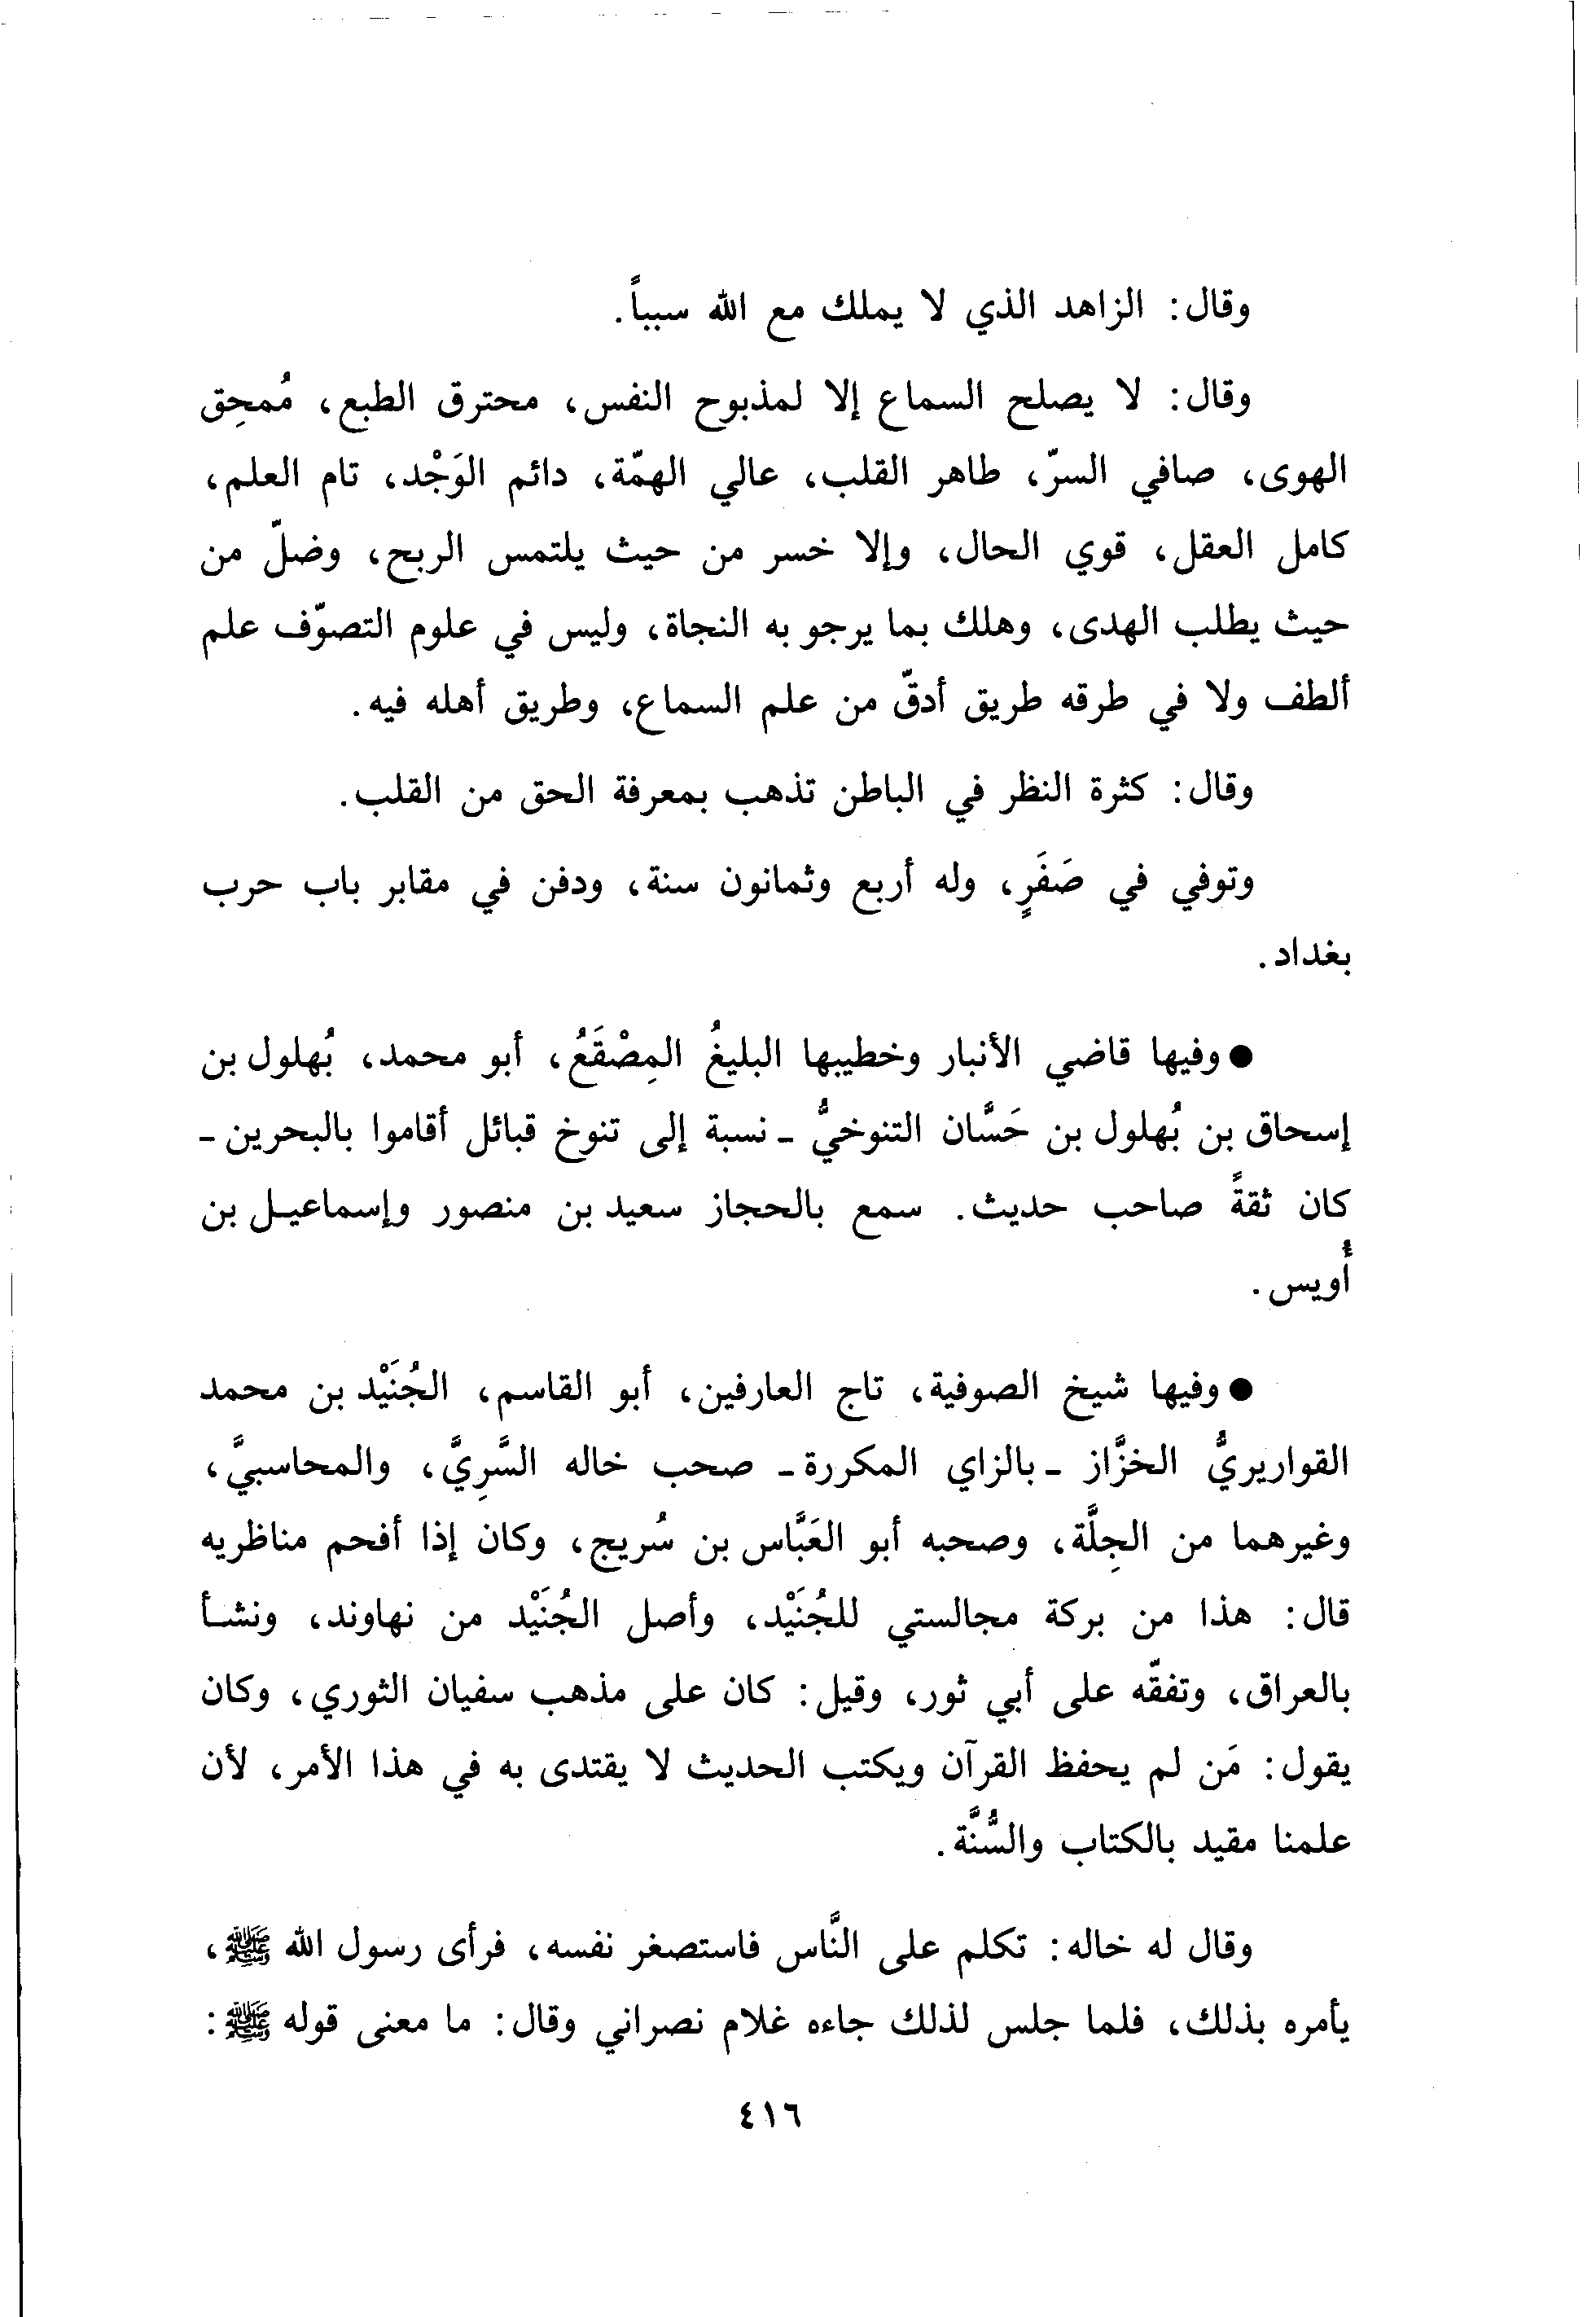 وقال: الزاهد الذي لا يملك مع الله سبباً.
وقال: لا يصلح السماع إلا لمذبوح النفس، محترق الطبع، مُمحِق
الهوى، صافي السرّ، طاهر القلب، عالي الهمّة، دائم الوَجْد، تام العلم،
كامل العقل، قوي الحال، وإلا خسر من حيث يلتمس الربح، وضلّ من
حيث يطلب الهدى، وهلك بما يرجو به النجاة، وليس في علوم التصوّف علم
ألطف ولا في طرقه طريق أدقّ من علم السماع، وطريق أهله فيه.
وقال: كثرة النظر في الباطن تذهب بمعرفة الحق من القلب.
وتوفي في صَفَرٍ، وله أربع وثمانون سنة، ودفن في مقابر باب حرب
بغداد.
● وفيها قاضي الأنبار وخطيبها البليغُ المِصْقَعُ، أبو محمد، بُهلول بن
إسحاق بن بُهلول بن حَسَّان التنوخيُّ ـ نسبة إلى تنوخ قبائل أقاموا بالبحرين ـ
كان ثقةً صاحب حديث. سمع بالحجاز سعيد بن منصور وإسماعيـل بن
أُويس.
● وفيها شيخ الصوفية، تاج العارفين، أبو القاسم، الجُنَيْد بن محمد
القواريريُّ الخزَّاز ـ بالزاي المكررة ـ صحب خاله السَّرِيَّ، والمحاسبيَّ،
وغيرهما من الجِلَّة، وصحبه أبو العَبَّاس بن سُريج، وكان إذا أفحم مناظريه
قال: هذا من بركة مجالستي للجُنَيْد، وأصل الجُنَيْد من نهاوند، ونشـأ
بالعراق، وتفقّه على أبي ثور، وقيل: كان على مذهب سفيان الثوري، وكان
يقول: مَن لم يحفظ القرآن ويكتب الحديث لا يقتدى به في هذا الأمر، لأن
علمنا مقيد بالكتاب والسُّنَّة.
وقال له خاله: تكلم على النَّاس فاستصغر نفسه، فرأى رسول الله ﷺ،
يأمره بذلك، فلما جلس لذلك جاءه غلام نصراني وقال: ما معنى قوله ﷺ:
٤١٦